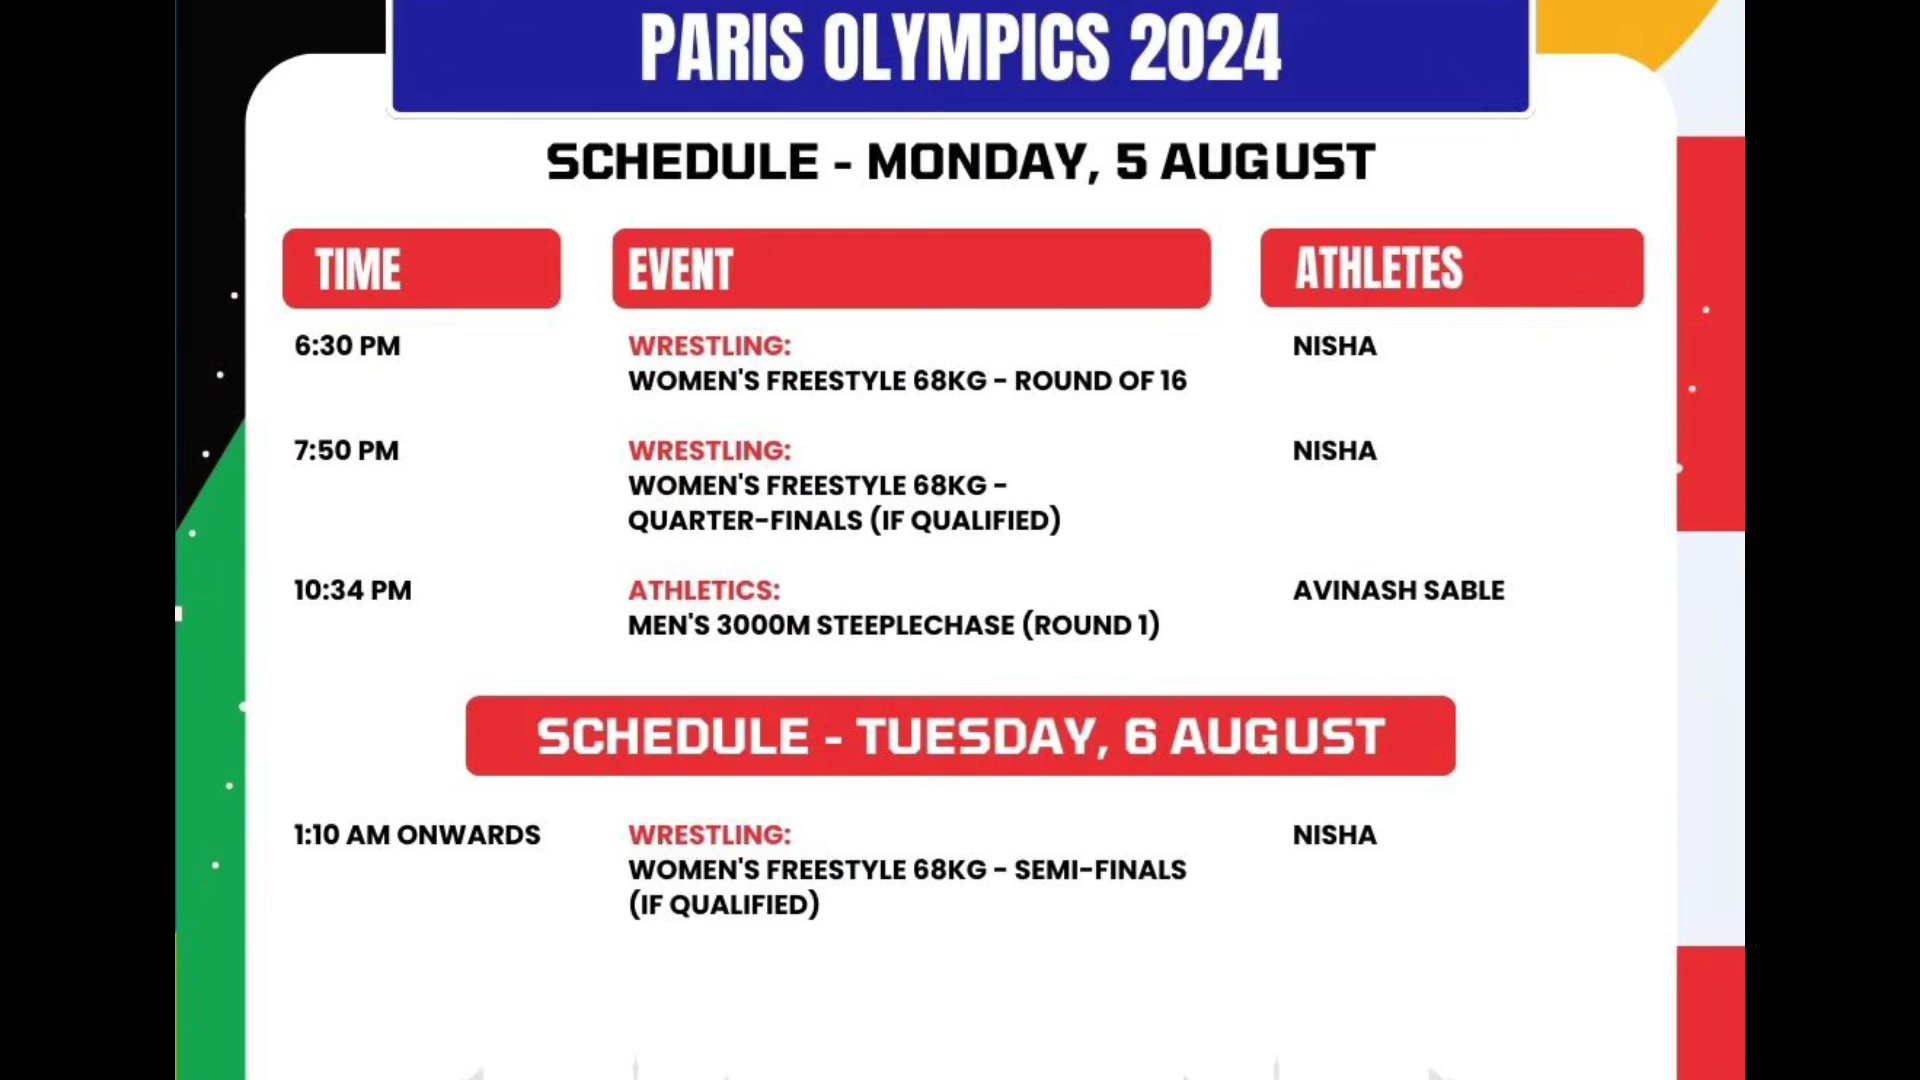 PARIS OLYMPICS 2024
SCHEDULE - MONDAY, 5 AUGUST
TIME EVENT ATHLETES
6:30 PM WRESTLING: NISHA
WOMEN'S FREESTYLE 68KG - ROUND OF 16
7:50 PM WRESTLING: NISHA
WOMEN'S FREESTYLE 68KG -
QUARTER-FINALS (IF QUALIFIED)
10:34 PM ATHLETICS: AVINASH SABLE
MEN'S 3000M STEEPLECHASE (ROUND 1)
SCHEDULE - TUESDAY, 6 AUGUST
1:10 AM ONWARDS WRESTLING: NISHA
WOMEN'S FREESTYLE 68KG - SEMI-FINALS
(IF QUALIFIED)